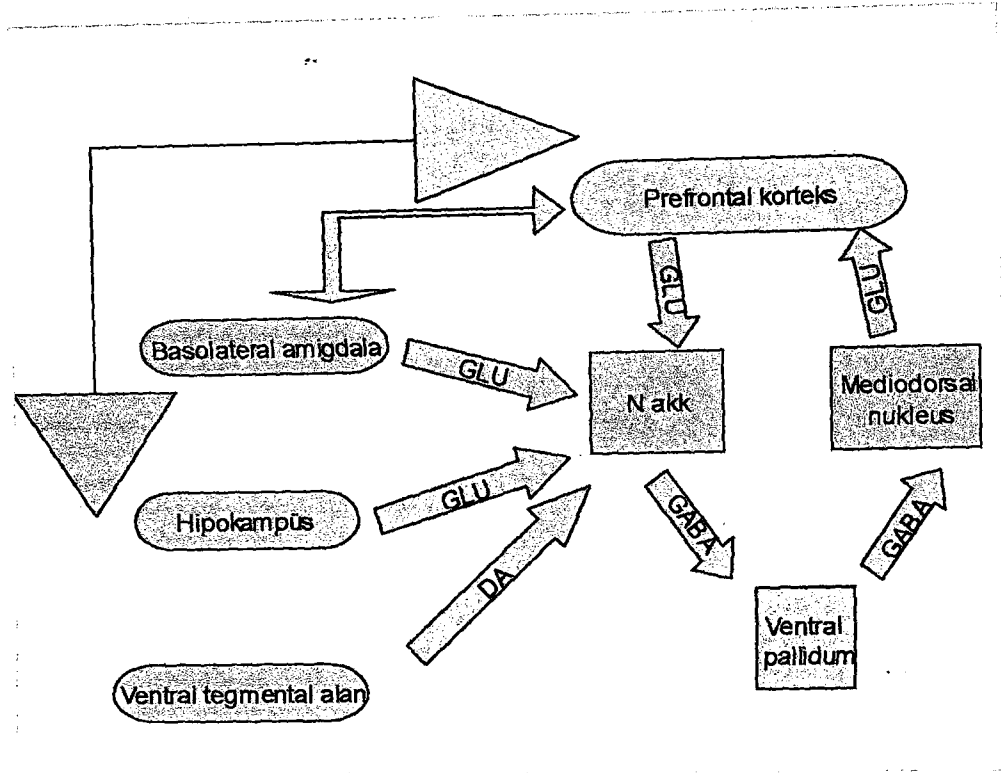 Prefrontal korteks
GLU
GLU
Basolateral amigdala
GLU
N akk
Mediodorsal
nukleus
Hipokampüs
GLU
DA
GABA
GABA
Ventral
pallidum
Ventral tegmental alan